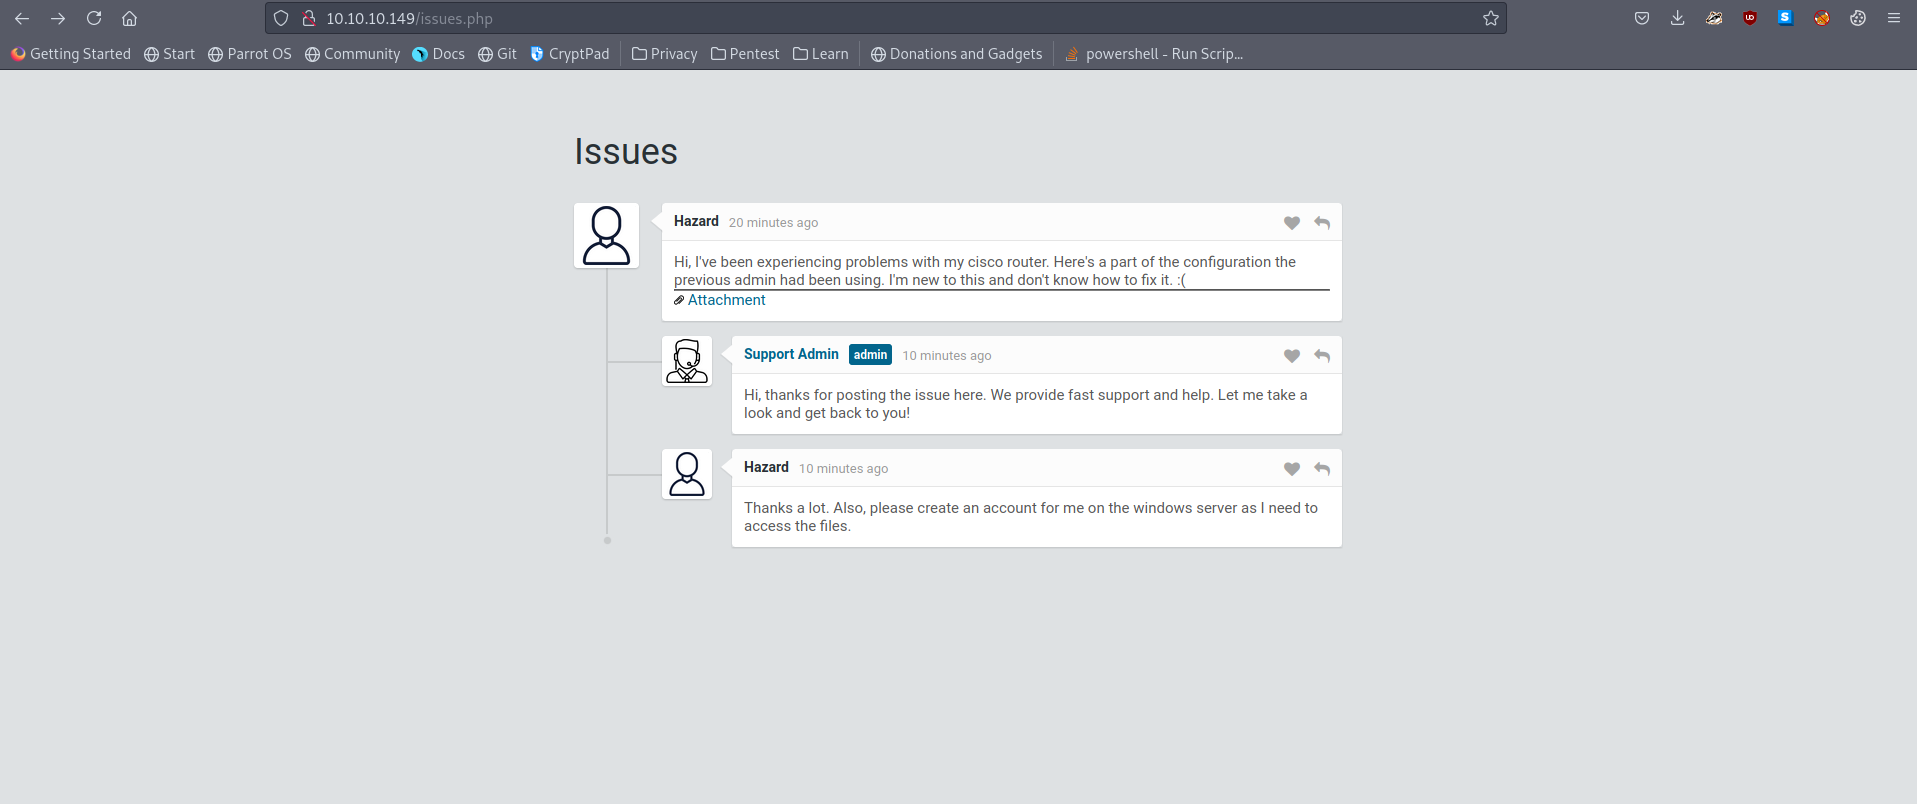 10.10.10.149/issues.php
Getting Started Start Parrot OS Community Docs Git CryptPad Privacy Pentest Learn Donations and Gadgets powershell - Run Scrip...
Issues
Hazard 20 minutes ago
Hi, I've been experiencing problems with my cisco router. Here's a part of the configuration the
previous admin had been using. I'm new to this and don't know how to fix it. :(
Attachment
Support Admin admin 10 minutes ago
Hi, thanks for posting the issue here. We provide fast support and help. Let me take a
look and get back to you!
Hazard 10 minutes ago
Thanks a lot. Also, please create an account for me on the windows server as I need to
access the files.